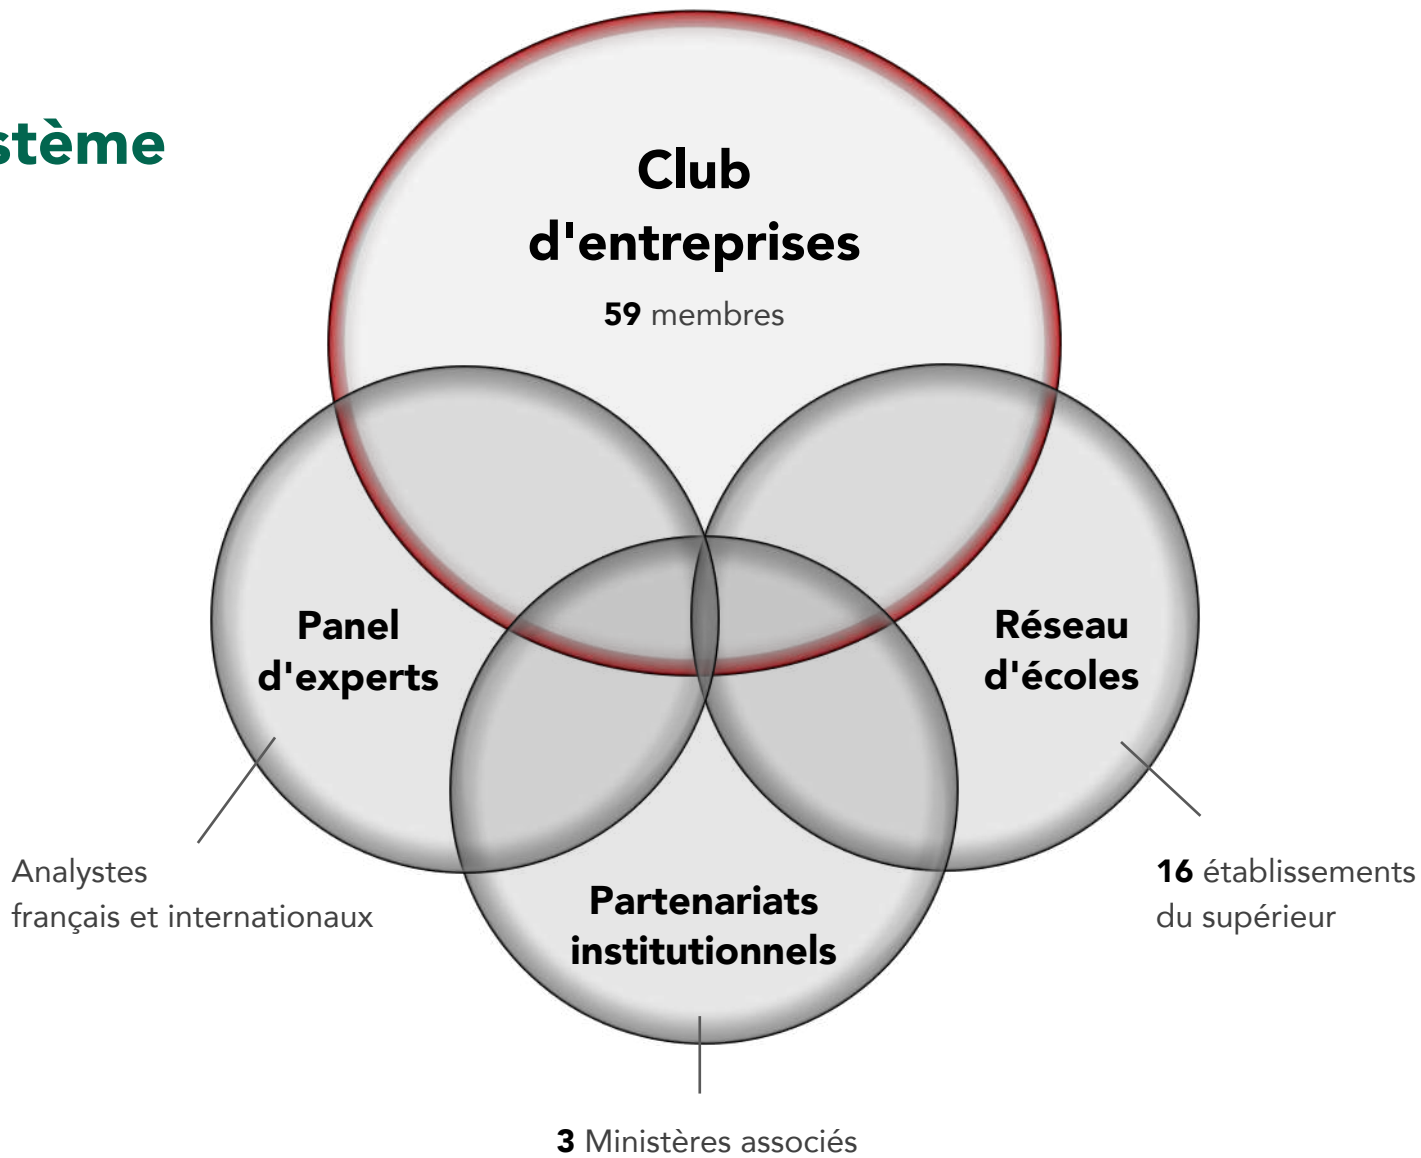 stème
Club
d'entreprises
59 membres
Panel
d'experts
Réseau
d'écoles
Analystes
français et internationaux
16 établissements
du supérieur
Partenariats
institutionnels
3 Ministères associés